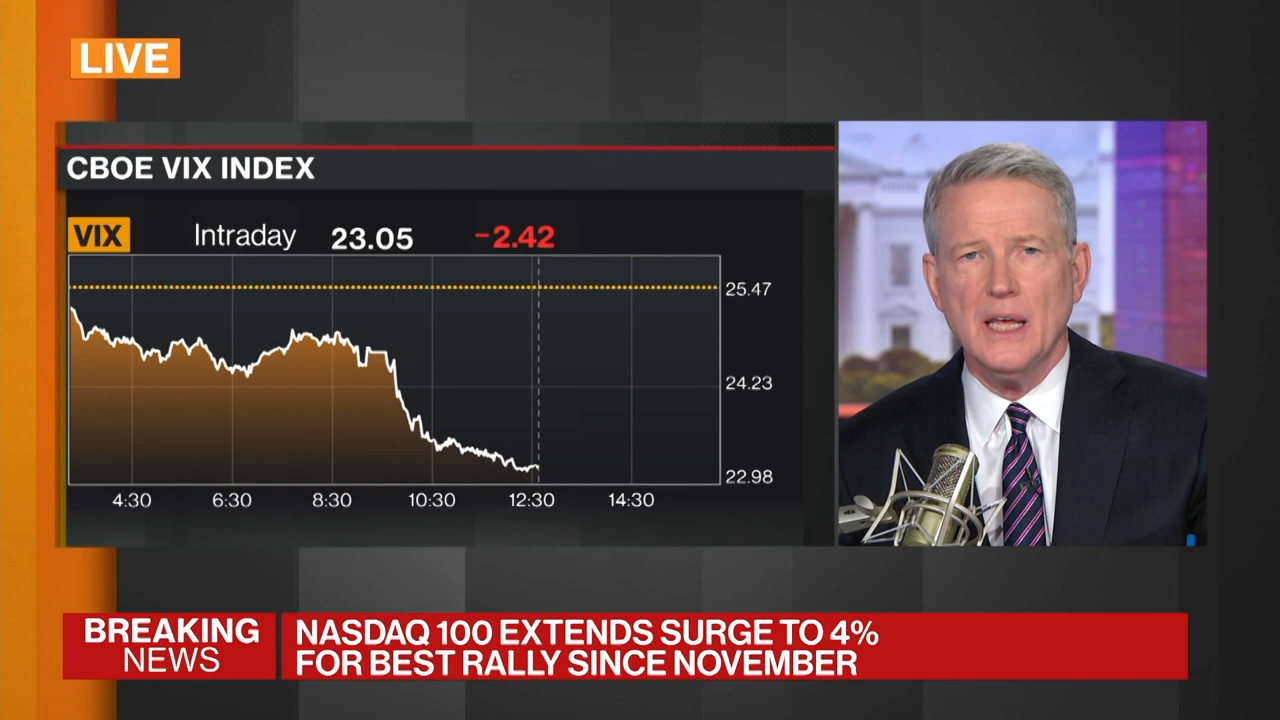 LIVE
CBOE VIX INDEX
VIX Intraday 23.05 -2.42
25.47
24.23
22.98
4:30 6:30 8:30 10:30 12:30 14:30
BREAKING
NEWS
NASDAQ 100 EXTENDS SURGE TO 4%
FOR BEST RALLY SINCE NOVEMBER